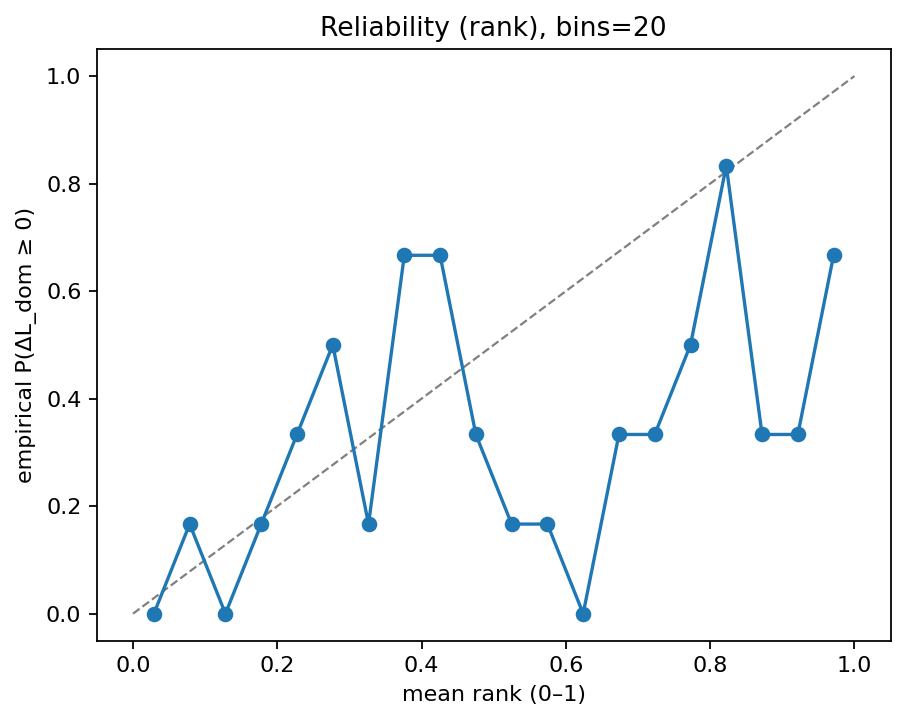 Reliability (rank), bins=20
empirical P(ΔL_dom ≥ 0)
1.0
0.8
0.6
0.4
0.2
0.0
0.0 0.2 0.4 0.6 0.8 1.0
mean rank (0–1)